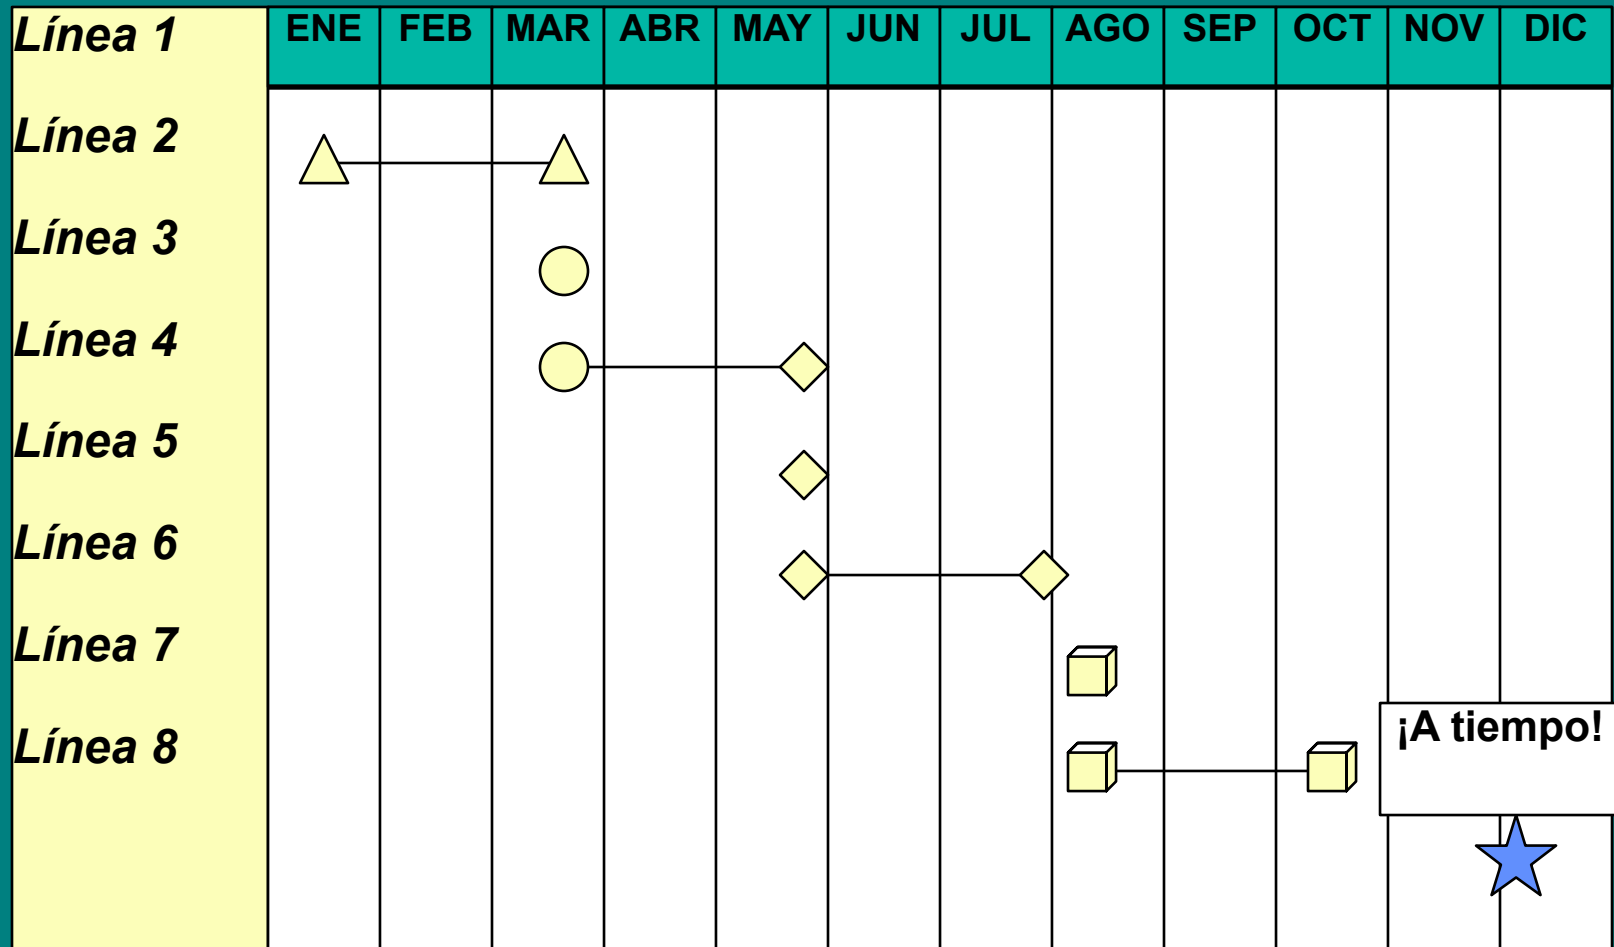 Línea 1 ENE FEB MAR ABR MAY JUN JUL AGO SEP OCT NOV DIC
Línea 2
Línea 3
Línea 4
Línea 5
Línea 6
Línea 7
Línea 8
¡A tiempo!